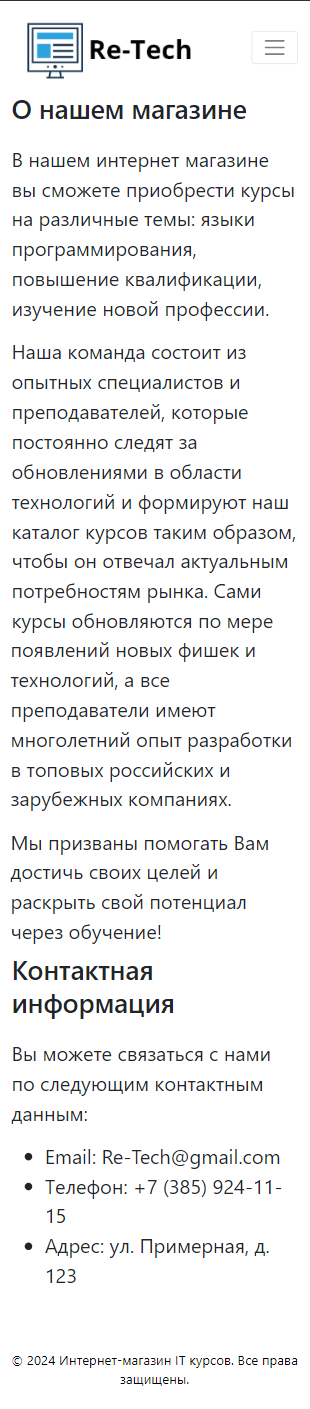 Re-Tech
О нашем магазине
В нашем интернет магазине
вы сможете приобрести курсы
на различные темы: языки
программирования,
повышение квалификации,
изучение новой профессии.
Наша команда состоит из
опытных специалистов и
преподавателей, которые
постоянно следят за
обновлениями в области
технологий и формируют наш
каталог курсов таким образом,
чтобы он отвечал актуальным
потребностям рынка. Сами
курсы обновляются по мере
появлений новых фишек и
технологий, а все
преподаватели имеют
многолетний опыт разработки
в топовых российских и
зарубежных компаниях.
Мы призваны помогать Вам
достичь своих целей и
раскрыть свой потенциал
через обучение!
Контактная
информация
Вы можете связаться с нами
по следующим контактным
данным:
• Email: Re-Tech@gmail.com
• Телефон: +7 (385) 924-11-
15
• Адрес: ул. Примерная, д.
123
© 2024 Интернет-магазин IT курсов. Все права
защищены.